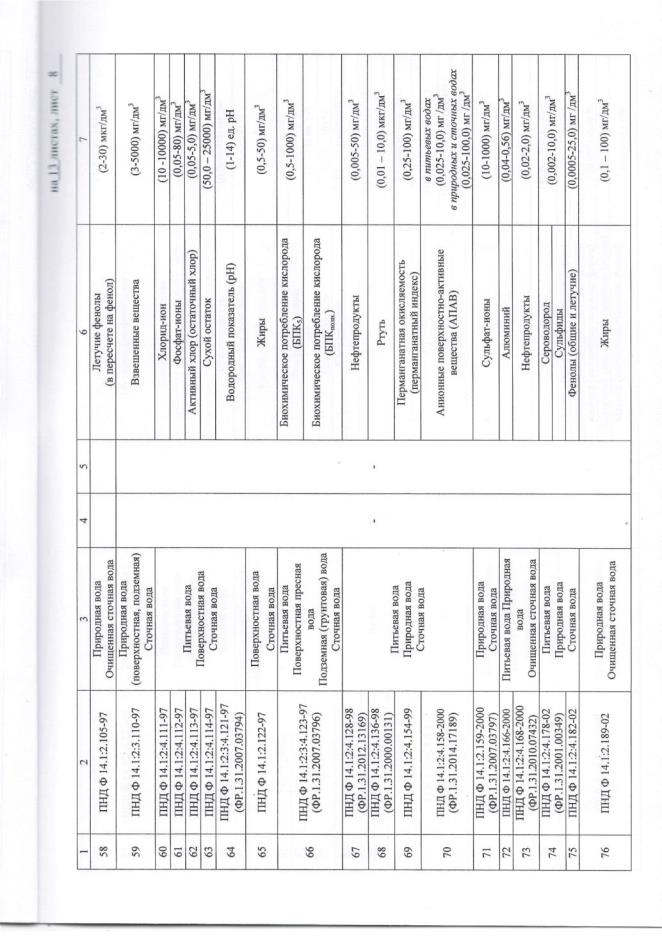 на 13 листах, лист 8
1 2 3 4 5 6 7
58 ПНД Ф 14.1:2.105-97 Природная вода Летучие фенолы (2-30) мкг/дм³
Очищенная сточная вода (в пересчете на фенол)
59 ПНД Ф 14.1:2:3.110-97 Природная вода Взвешенные вещества (3-5000) мг/дм³
(поверхностная, подземная)
Сточная вода
60 ПНД Ф 14.1:2:4.111-97 Питьевая вода Хлорид-ион (10 -10000) мг/дм³
61 ПНД Ф 14.1:2:4.112-97 Поверхностная вода Фосфат-ионы (0,05-80) мг/дм³
62 ПНД Ф 14.1:2:4.113-97 Сточная вода Активный хлор (остаточный хлор) (0,05-5,0) мг/дм³
63 ПНД Ф 14.1:2:4.114-97 Сухой остаток (50,0 – 25000) мг/дм³
64 ПНД Ф 14.1:2:3:4.121-97 Водородный показатель (pH) (1-14) ед. pH
(ФР.1.31.2007.03794)
65 ПНД Ф 14.1:2.122-97 Поверхностная вода Жиры (0,5-50) мг/дм³
Сточная вода
66 ПНД Ф 14.1:2:3:4.123-97 Питьевая вода Биохимическое потребление кислорода (0,5-1000) мг/дм³
(ФР.1.31.2007.03796) Поверхностная пресная (БПК₅)
вода Биохимическое потребление кислорода
Подземная (грунтовая) вода (БПКполн.)
Сточная вода
67 ПНД Ф 14.1:2:4.128-98 Питьевая вода - - Нефтепродукты (0,005-50) мг/дм³
(ФР.1.31.2012.13169) Природная вода
68 ПНД Ф 14.1:2:4.136-98 Сточная вода Ртуть (0,01 – 10,0) мкг/дм³
(ФР.1.31.2000.00131)
69 ПНД Ф 14.1:2:4.154-99 Перманганатная окисляемость (0,25-100) мг/дм³
(перманганатный индекс)
70 ПНД Ф 14.1:2:4.158-2000 Анионные поверхностно-активные в питьевых водах
(ФР.1.31.2014.17189) вещества (АПАВ) (0,025-10,0) мг /дм³
в природных и сточных водах
(0,025-100,0) мг/дм³
71 ПНД Ф 14.1:2.159-2000 Природная вода Сульфат-ионы (10-1000) мг/дм³
(ФР.1.31.2007.03797) Сточная вода
72 ПНД Ф 14.1:2:4.166-2000 Питьевая вода Природная Алюминий (0,04-0,56) мг/дм³
73 ПНД Ф 14.1:2:4.168-2000 вода Нефтепродукты (0,02-2,0) мг/дм³
(ФР.1.31.2010.07432) Очищенная сточная вода
74 ПНД Ф 14.1:2:4.178-02 Питьевая вода Сероводород (0,002-10,0) мг/дм³
(ФР.1.31.2001.00349) Природная вода Сульфиды
75 ПНД Ф 14.1:2:4.182-02 Сточная вода Фенолы (общие и летучие) (0,0005-25,0) мг /дм³
76 ПНД Ф 14.1:2.189-02 Природная вода Жиры (0,1 – 100) мг/дм³
Очищенная сточная вода